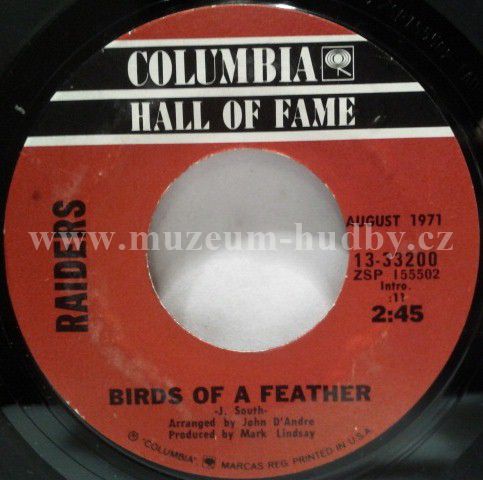 COLUMBIA
HALL OF FAME
RAIDERS
AUGUST 1971
www.muzeum-hudby.cz
13-33200
ZSP 155502
Intro.
:11
2:45
BIRDS OF A FEATHER
-J. South-
Arranged by John D'Andre
Produced by Mark Lindsay
® "COLUMBIA" MARCAS REG. PRINTED IN U.S.A.